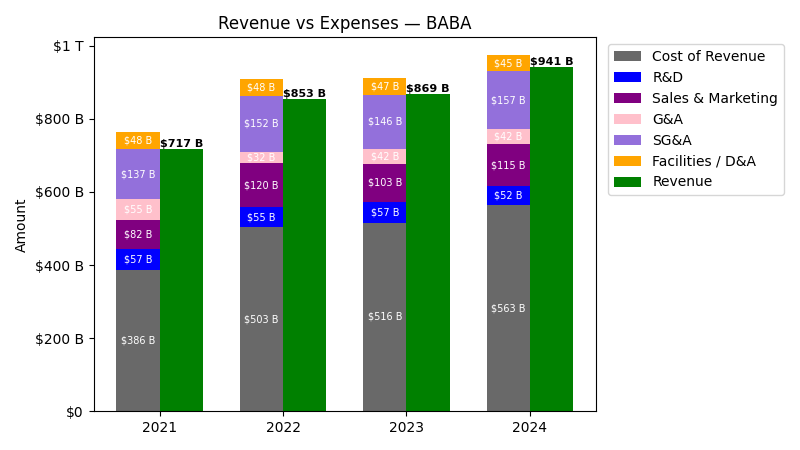 Revenue vs Expenses — BABA
$1 T
$800 B
$600 B
$400 B
$200 B
$0
Amount
$48 B
$137 B
$55 B
$82 B
$57 B
$386 B
$717 B
$48 B
$152 B
$32 B
$120 B
$55 B
$503 B
$853 B
$47 B
$146 B
$42 B
$103 B
$57 B
$516 B
$869 B
$45 B
$157 B
$42 B
$115 B
$52 B
$563 B
$941 B
2021
2022
2023
2024
Cost of Revenue
R&D
Sales & Marketing
G&A
SG&A
Facilities / D&A
Revenue